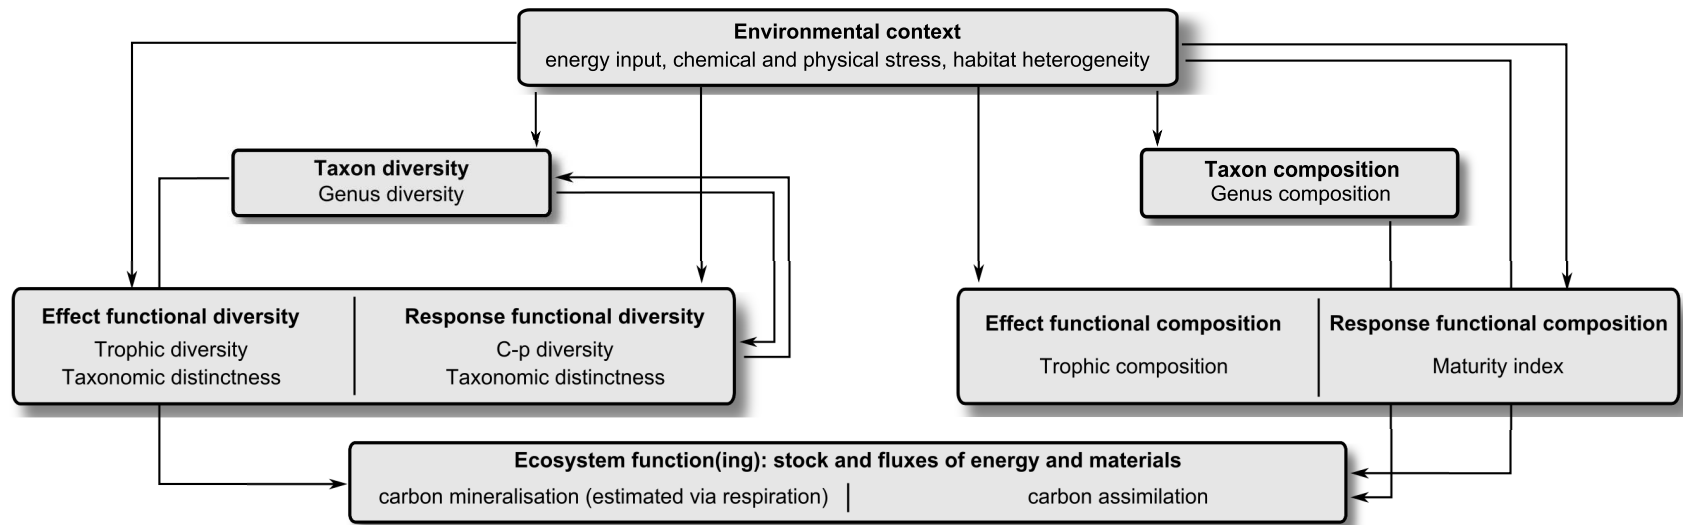 Environmental context
energy input, chemical and physical stress, habitat heterogeneity
Taxon diversity
Genus diversity
Taxon composition
Genus composition
Effect functional diversity
Trophic diversity
Taxonomic distinctness
Response functional diversity
C-p diversity
Taxonomic distinctness
Effect functional composition
Trophic composition
Response functional composition
Maturity index
Ecosystem function(ing): stock and fluxes of energy and materials
carbon mineralisation (estimated via respiration)
carbon assimilation